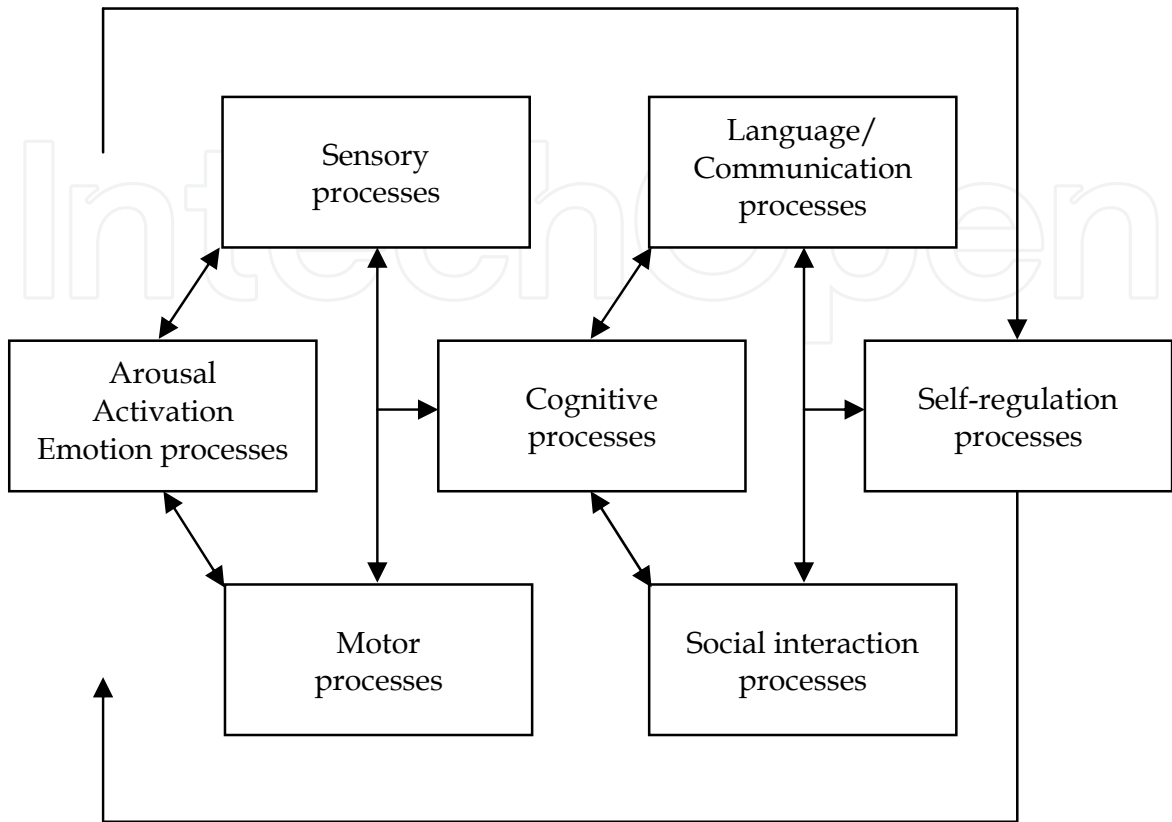 IntechOpen
Sensory
processes
Language/
Communication
processes
Arousal
Activation
Emotion processes
Cognitive
processes
Self-regulation
processes
Motor
processes
Social interaction
processes